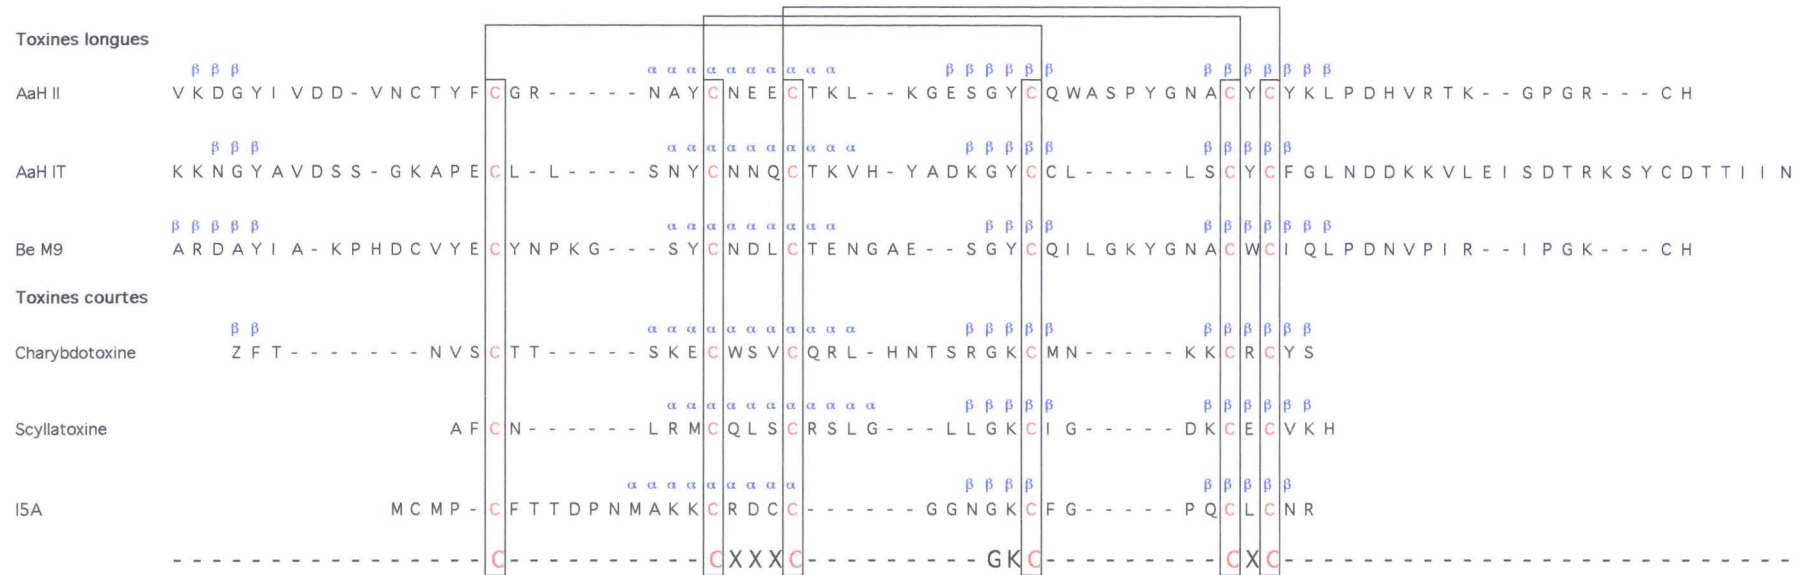 Toxines longues
β β β α α α α α α α α α α β β β β β β β β β β β β β
AaH II V K D G Y I V D D - V N C T Y F C G R - - - - - N A Y C N E E C T K L - - K G E S G Y C Q W A S P Y G N A C Y C Y K L P D H V R T K - - G P G R - - - C H
β β β α α α α α α α α α α β β β β β β β β β β
AaH IT K K N G Y A V D S S - G K A P E C L - L - - - - S N Y C N N Q C T K V H - Y A D K G Y C C L - - - - - L S C Y C F G L N D D K K V L E I S D T R K S Y C D T T I I N
β β β β β α α α α α α α α α β β β β β β β β β β β
Be M9 A R D A Y I A - K P H D C V Y E C Y N P K G - - - S Y C N D L C T E N G A E - - S G Y C Q I L G K Y G N A C W C I Q L P D N V P I R - - I P G K - - - C H
Toxines courtes
β β α α α α α α α α α α α β β β β β β β β β β β
Charybdotoxine Z F T - - - - - - - N V S C T T - - - - - S K E C W S V C Q R L - H N T S R G K C M N - - - - - K K C R C Y S
α α α α α α α α α α α β β β β β β β β β β β
Scyllatoxine A F C N - - - - - - L R M C Q L S C R S L G - - - L L G K C I G - - - - - D K C E C V K H
α α α α α α α α α β β β β β β β β β
I5A M C M P - C F T T D P N M A K K C R D C C - - - - - - G G N G K C F G - - - - - P Q C L C N R
- - - - - - - - - - - - - - - - C - - - - - - - - - - C X X X C - - - - - - - - - G K C - - - - - - - - - C X C - - - - - - - - - - - - - - - - - - - - - - - - - -